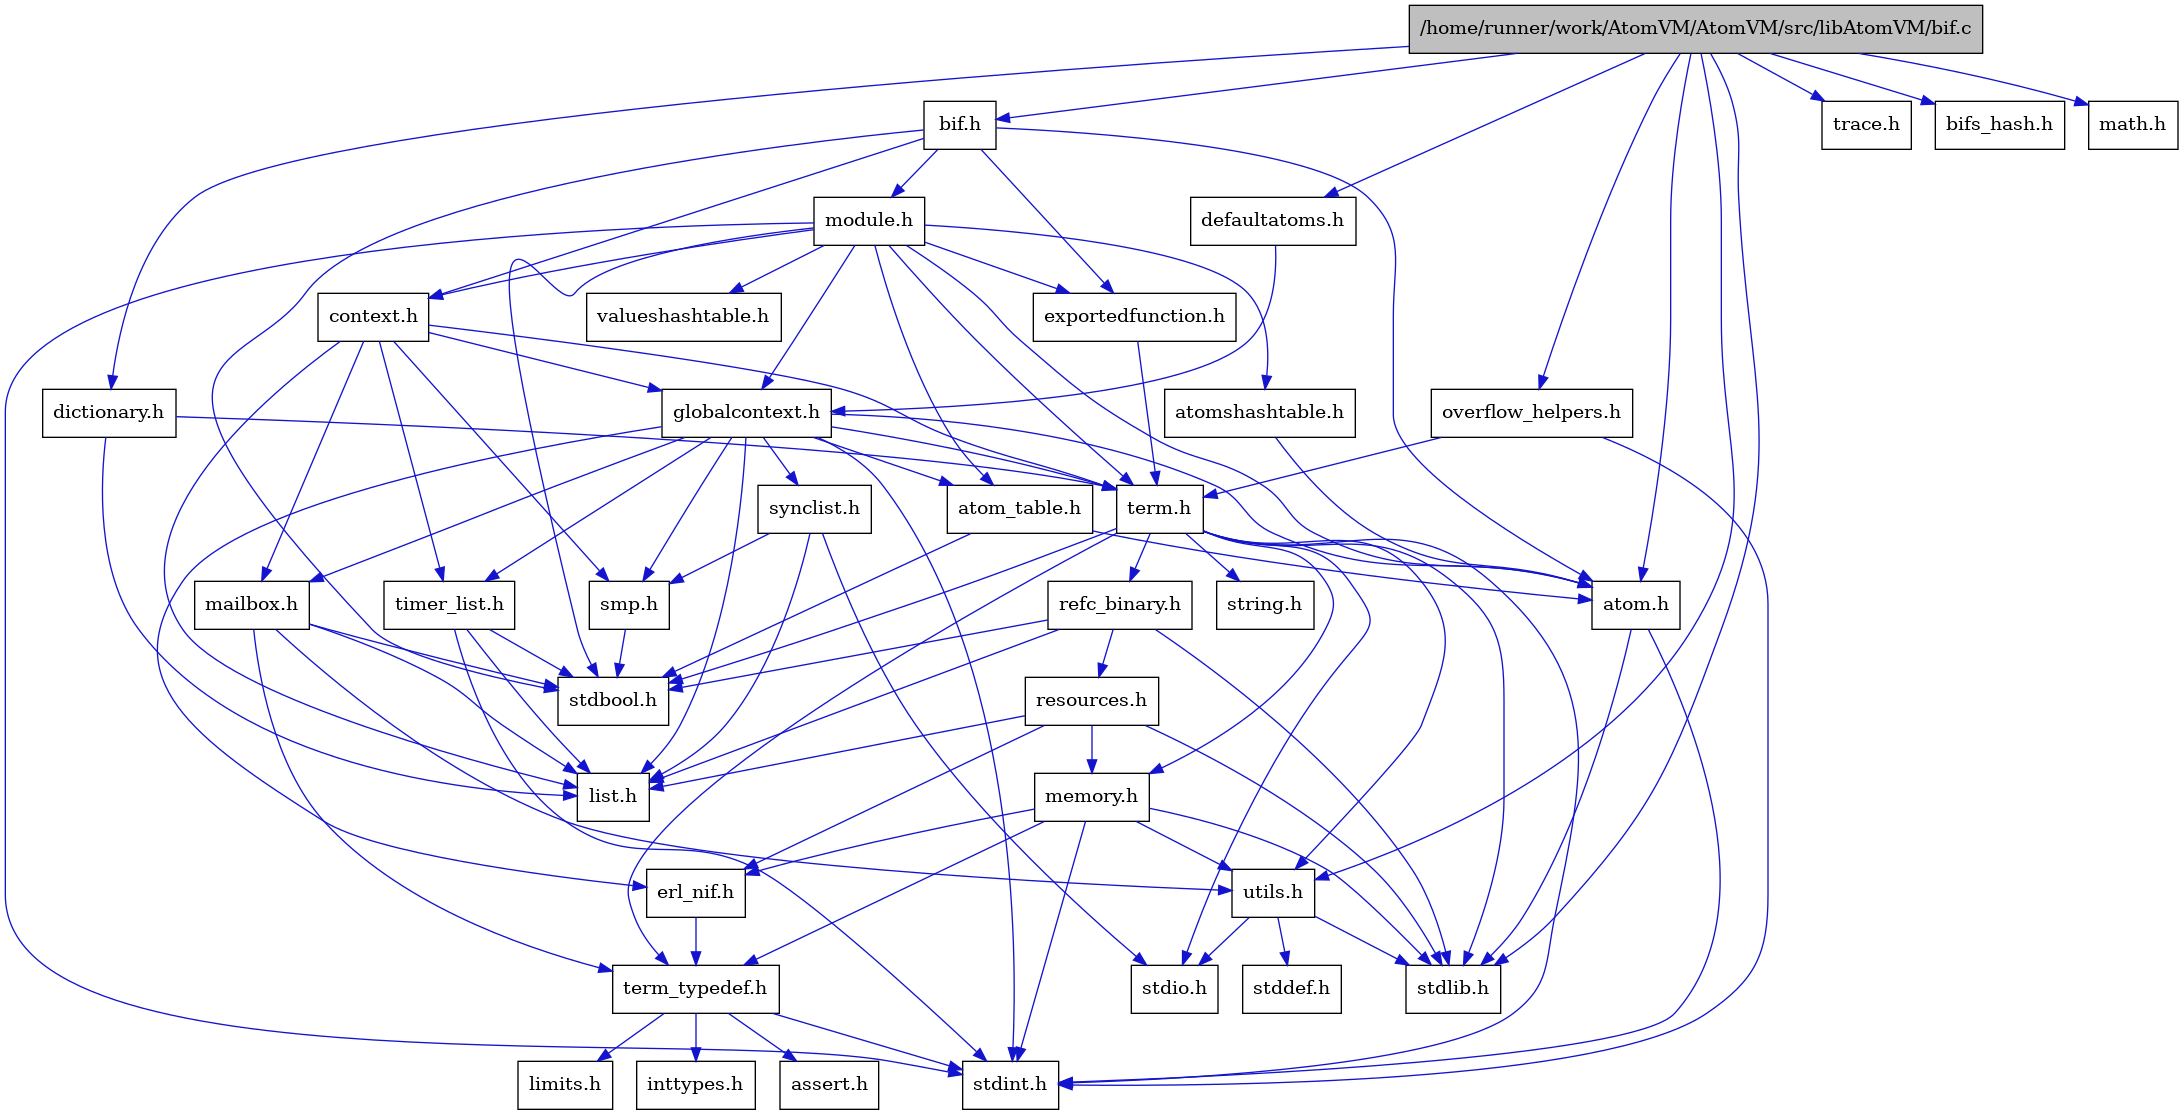 /home/runner/work/AtomVM/AtomVM/src/libAtomVM/bif.c
bif.h
trace.h
bifs_hash.h
math.h
module.h
defaultatoms.h
context.h
valueshashtable.h
exportedfunction.h
dictionary.h
globalcontext.h
atomshashtable.h
overflow_helpers.h
synclist.h
atom_table.h
term.h
mailbox.h
timer_list.h
smp.h
refc_binary.h
string.h
atom.h
stdbool.h
resources.h
list.h
memory.h
erl_nif.h
utils.h
term_typedef.h
stdio.h
stddef.h
stdlib.h
limits.h
inttypes.h
assert.h
stdint.h